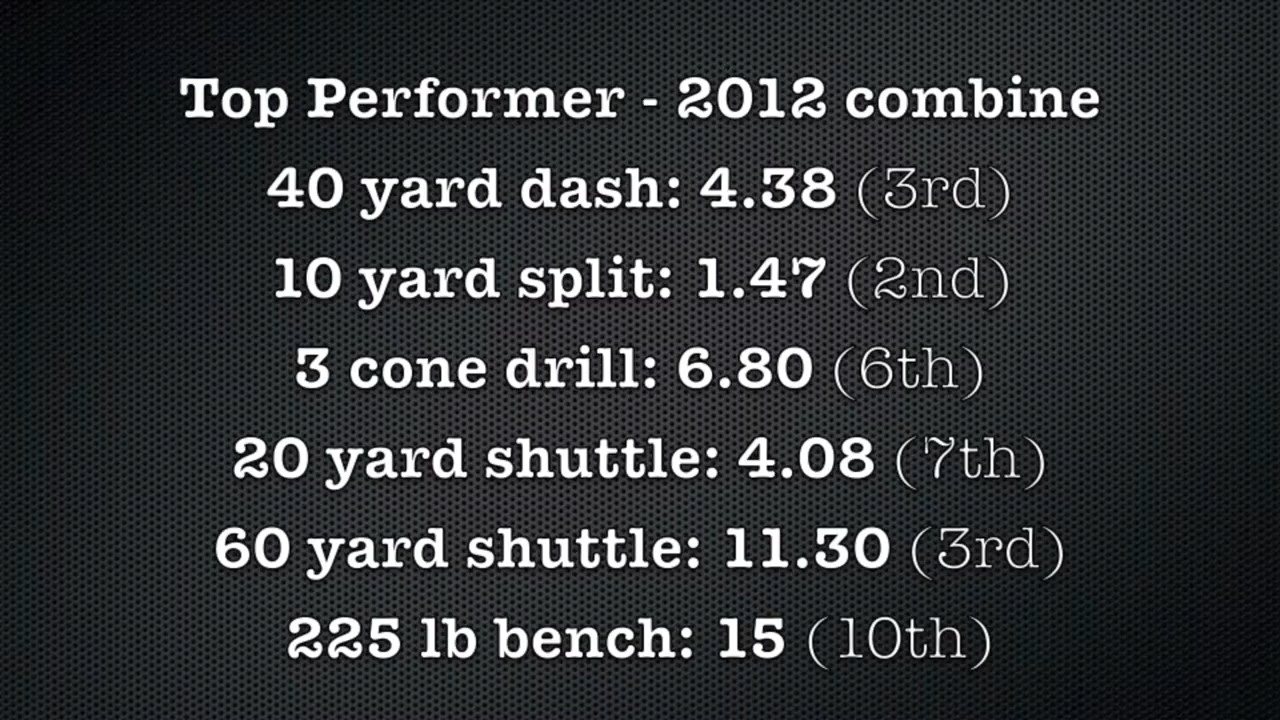 Top Performer - 2012 combine
40 yard dash: 4.38 (3rd)
10 yard split: 1.47 (2nd)
3 cone drill: 6.80 (6th)
20 yard shuttle: 4.08 (7th)
60 yard shuttle: 11.30 (3rd)
225 lb bench: 15 (10th)